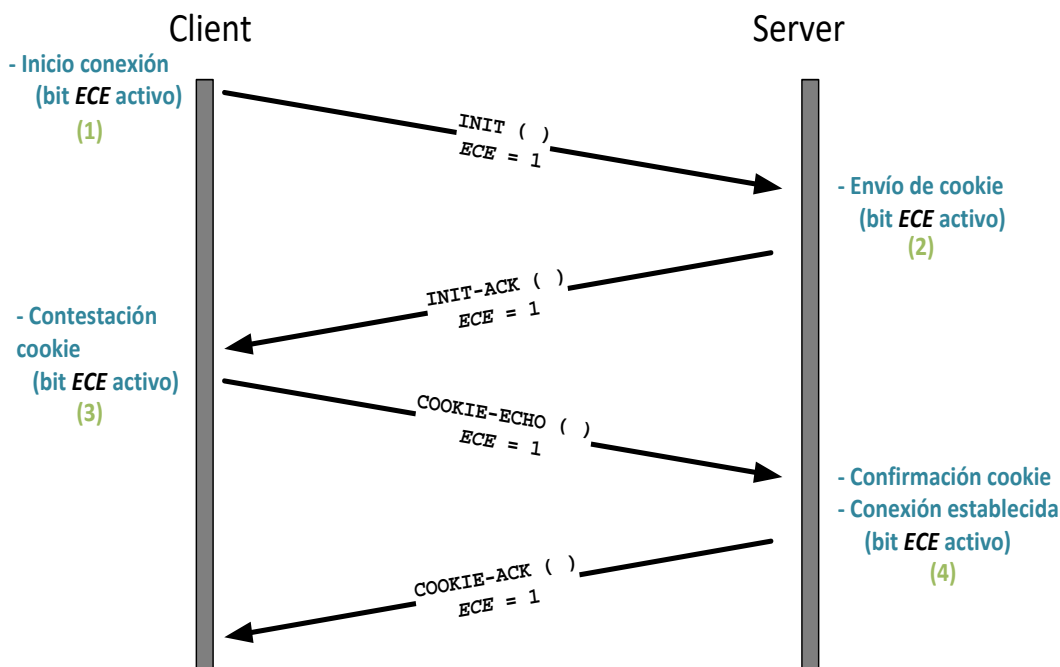 Client
Server
- Inicio conexión
(bit ECE activo)
(1)
INIT ( )
ECE = 1
- Envío de cookie
(bit ECE activo)
(2)
INIT-ACK ( )
ECE = 1
- Contestación
cookie
(bit ECE activo)
(3)
COOKIE-ECHO ( )
ECE = 1
- Confirmación cookie
- Conexión establecida
(bit ECE activo)
(4)
COOKIE-ACK ( )
ECE = 1